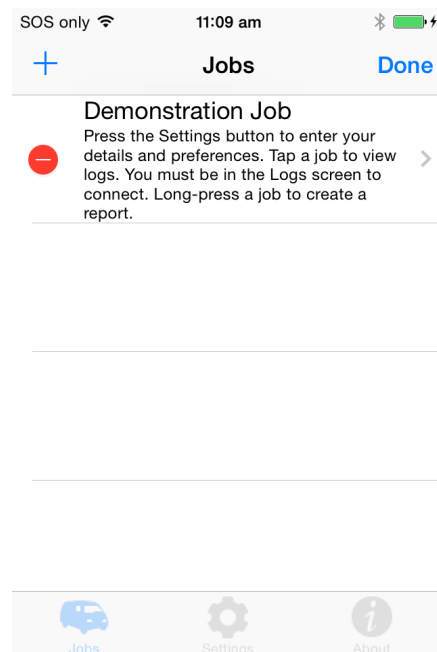 SOS only 11:09 am
Jobs Done
Demonstration Job
Press the Settings button to enter your
details and preferences. Tap a job to view
logs. You must be in the Logs screen to
connect. Long-press a job to create a
report.
Jobs Settings About